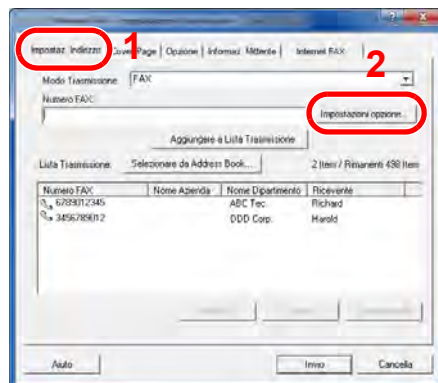 1
2
Impostaz. Indirizzi Cover Page Opzione Informaz. Mittente Internet FAX
Modo Trasmissione: FAX
Numero FAX:
Impostazioni opzione...
Aggiungere a Lista Trasmissione
Lista Trasmissione: Selezionare da Address Book... 2 Item / Rimanenti 498 Item
Numero FAX Nome Azienda Nome Dipartimento Ricevente
6789012345 ABC Tec. Richard
3456789012 DDD Corp. Harold
Aiuto Invio Cancella